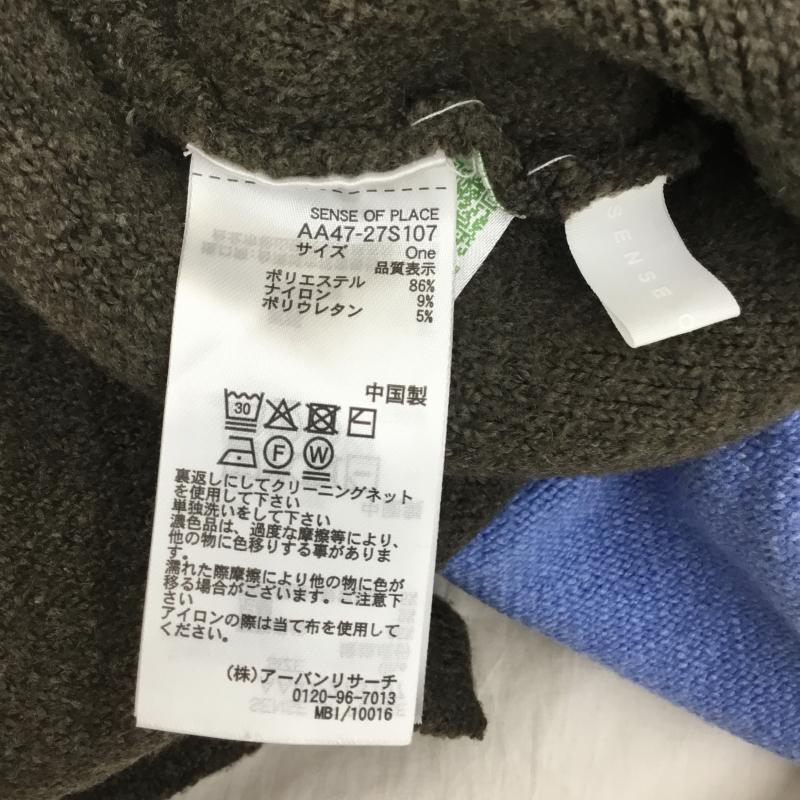 SENSE OF PLACE
AA47-27S107
サイズ One
品質表示
ポリエステル 86%
ナイロン 9%
ポリウレタン 5%
中国製
30
F W
裏返しにしてクリーニングネット
を使用して下さい
単独洗いをして下さい
濃色品は、過度な摩擦等により、
他の物に色移りする事がありま
す。
濡れた際摩擦により他の物に色が
移る場合がございます。ご注意下
さい
アイロンの際は当て布を使用して
ください。
(株)アーバンリサーチ
0120-96-7013
MBI/10016
SENSE